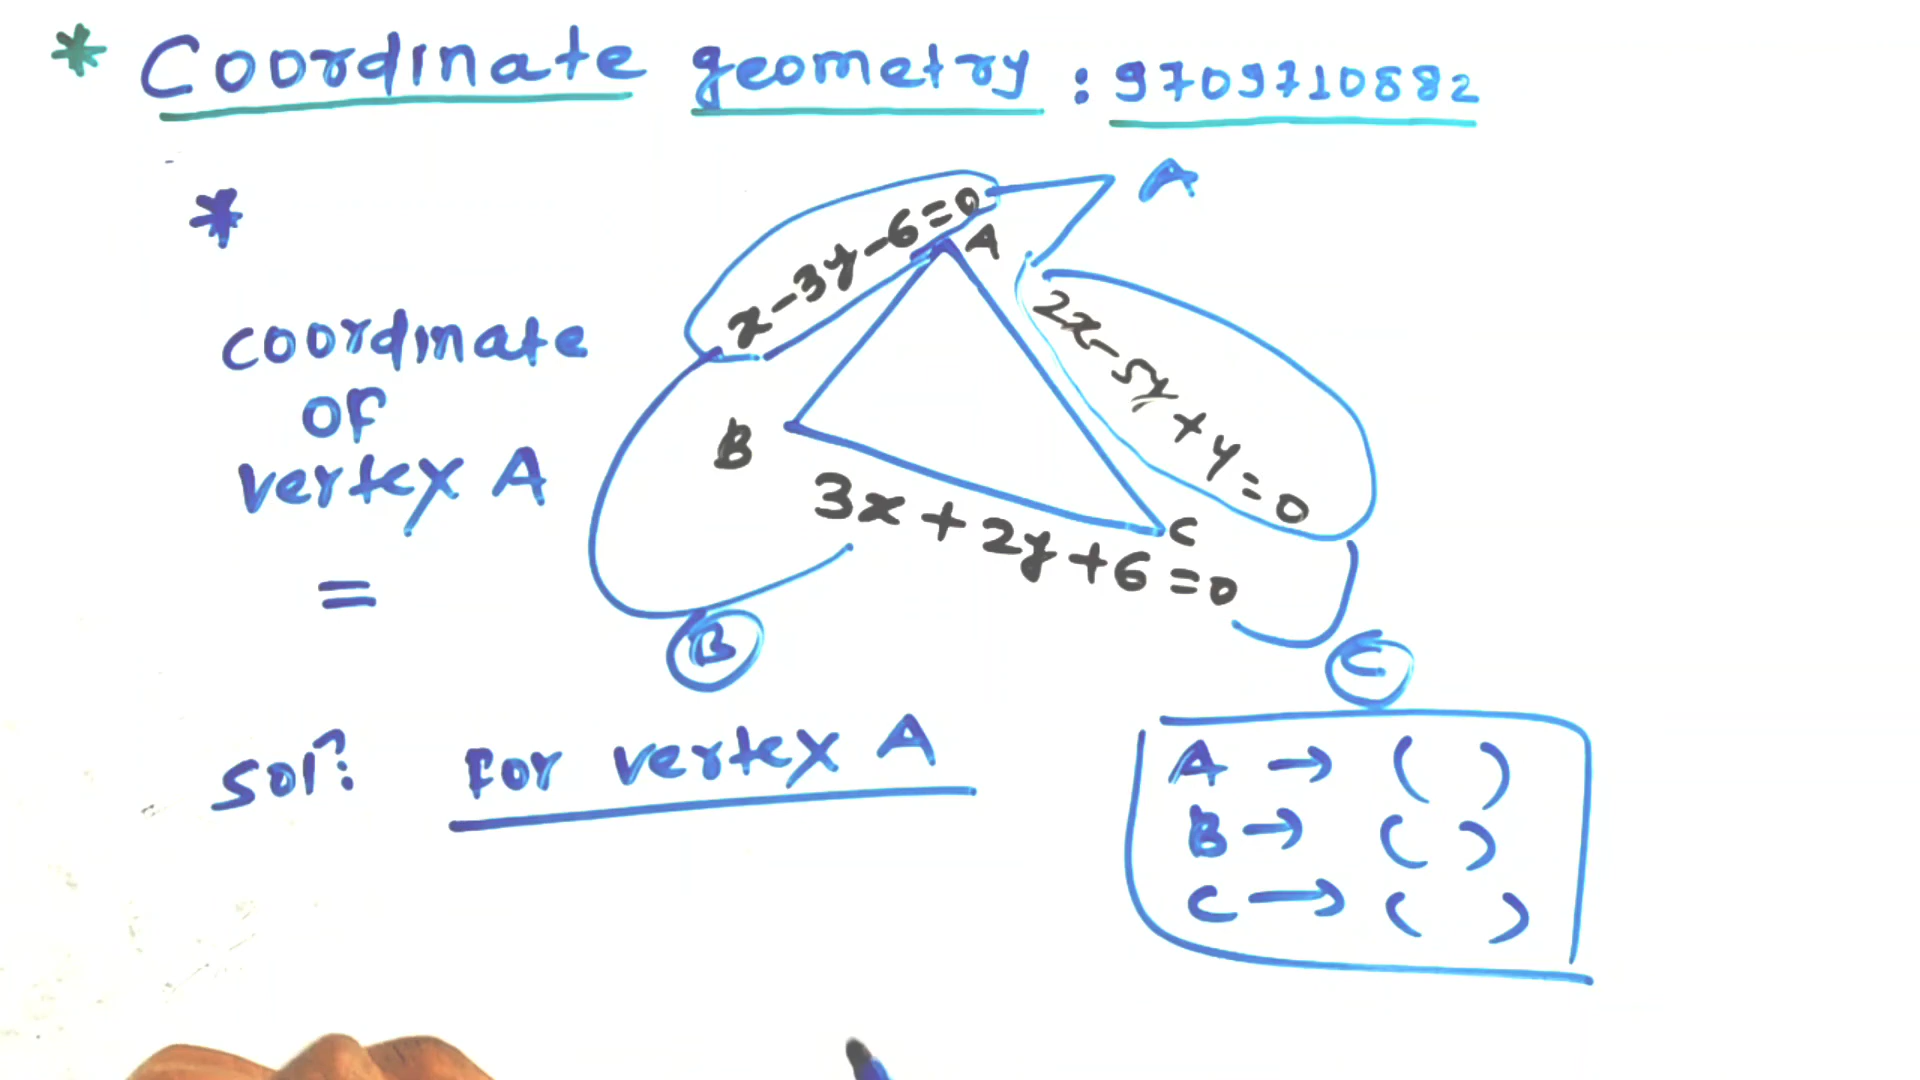 * Coordinate geometry : 9709710882
*
A
x-3y-6=0
A
2x-5y+y=0
coordinate
of
vertex A
=
B
3x+2y+6=0
C
B
C
Sol?: For vertex A
A → ( )
B → ( )
C → ( )